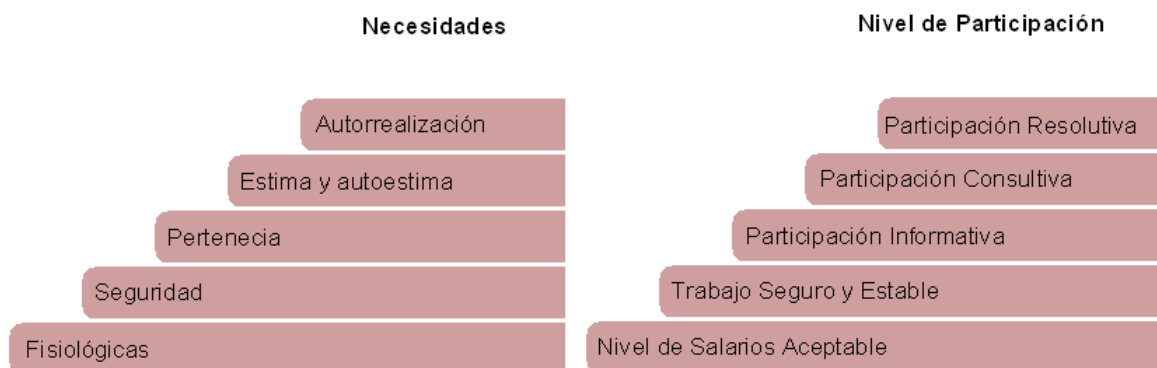 Necesidades
Autorrealización
Estima y autoestima
Pertenecia
Seguridad
Fisiológicas
Nivel de Participación
Participación Resolutiva
Participación Consultiva
Participación Informativa
Trabajo Seguro y Estable
Nivel de Salarios Aceptable